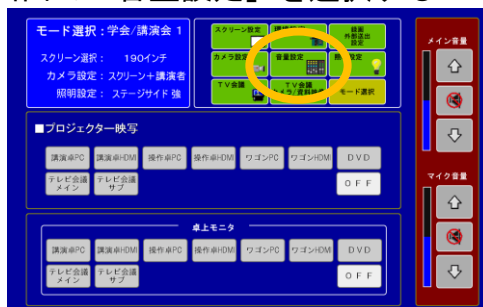 音量設定」を選択する
モード選択：学会/講演会 1
スクリーン選択： 190インチ
カメラ設定：スクリーン＋講演者
照明設定： ステージサイド 強
スクリーン設定
録画
外部送出
設定
カメラ設定
音量設定
TV会議
TV会議
モード選択
メイン音量
■プロジェクター映写
講演卓PC 講演卓HDMI 操作卓PC 操作卓HDMI ワゴンPC ワゴンHDMI DVD
テレビ会議
メイン
テレビ会議
サブ
OFF
マイク音量
卓上モニタ
講演卓PC 講演卓HDMI 操作卓PC 操作卓HDMI ワゴンPC ワゴンHDMI DVD
テレビ会議
メイン
テレビ会議
サブ
OFF